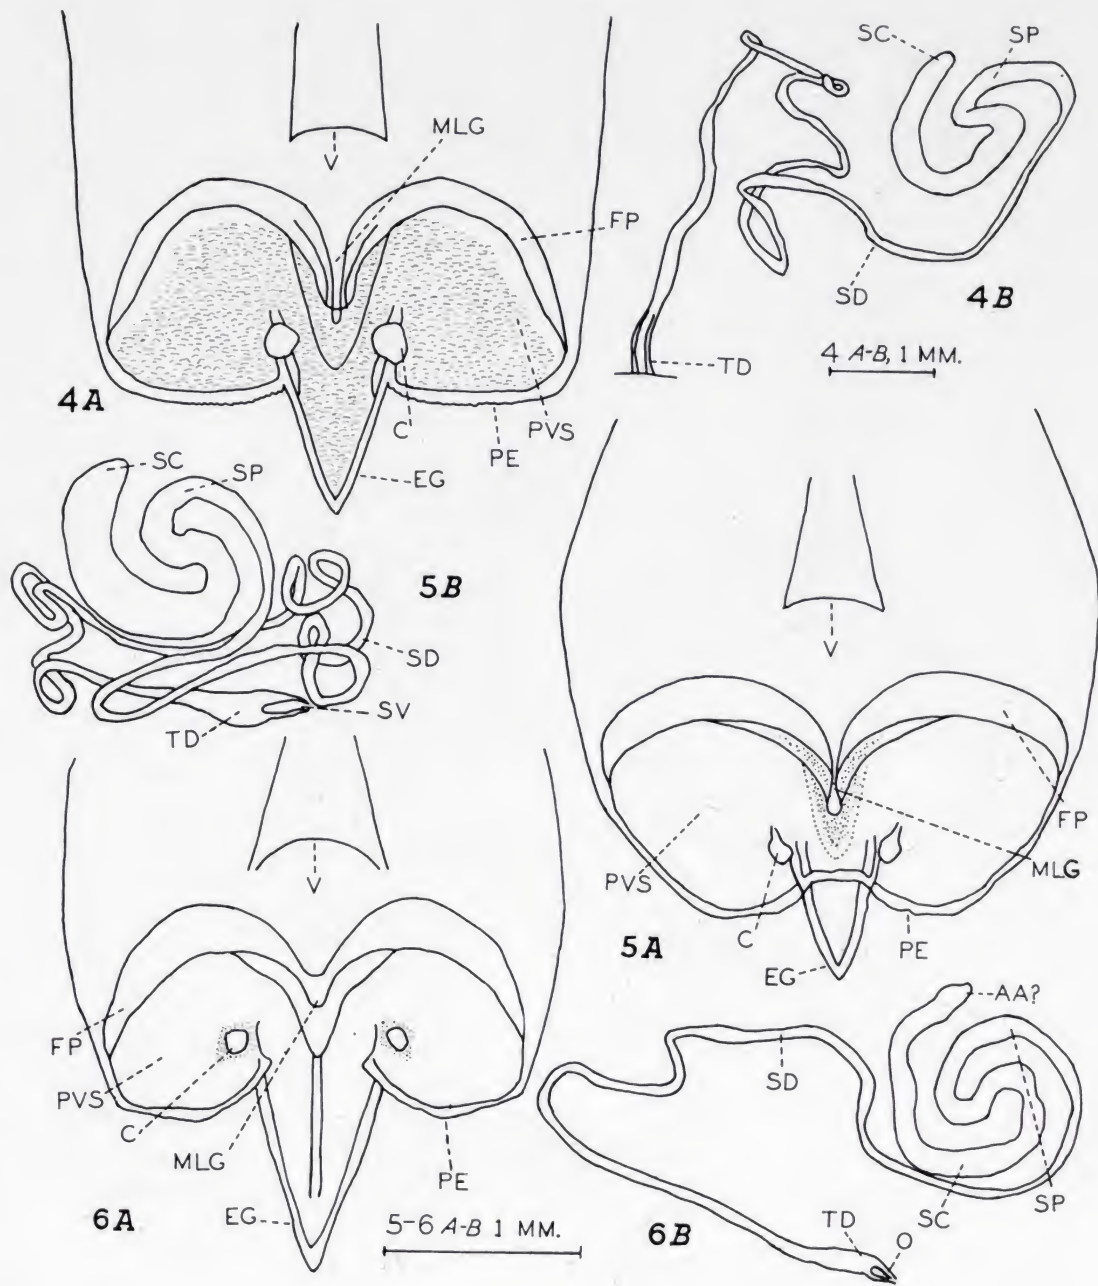 MLG
FP
4A
C
PVS
PE
EG
SC
SP
SD
4B
TD
4 A-B, 1 MM.
SC
SP
5B
SD
SV
TD
FP
MLG
PVS
C
PE
5A
EG
FP
PVS
C
MLG
PE
6A
EG
5-6 A-B 1 MM.
AA?
SD
SP
SC
TD
O
6B